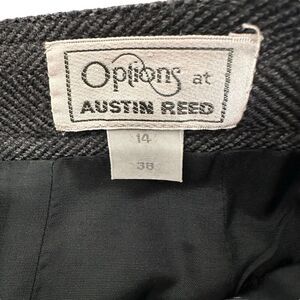 Options at
AUSTIN REED
14
38